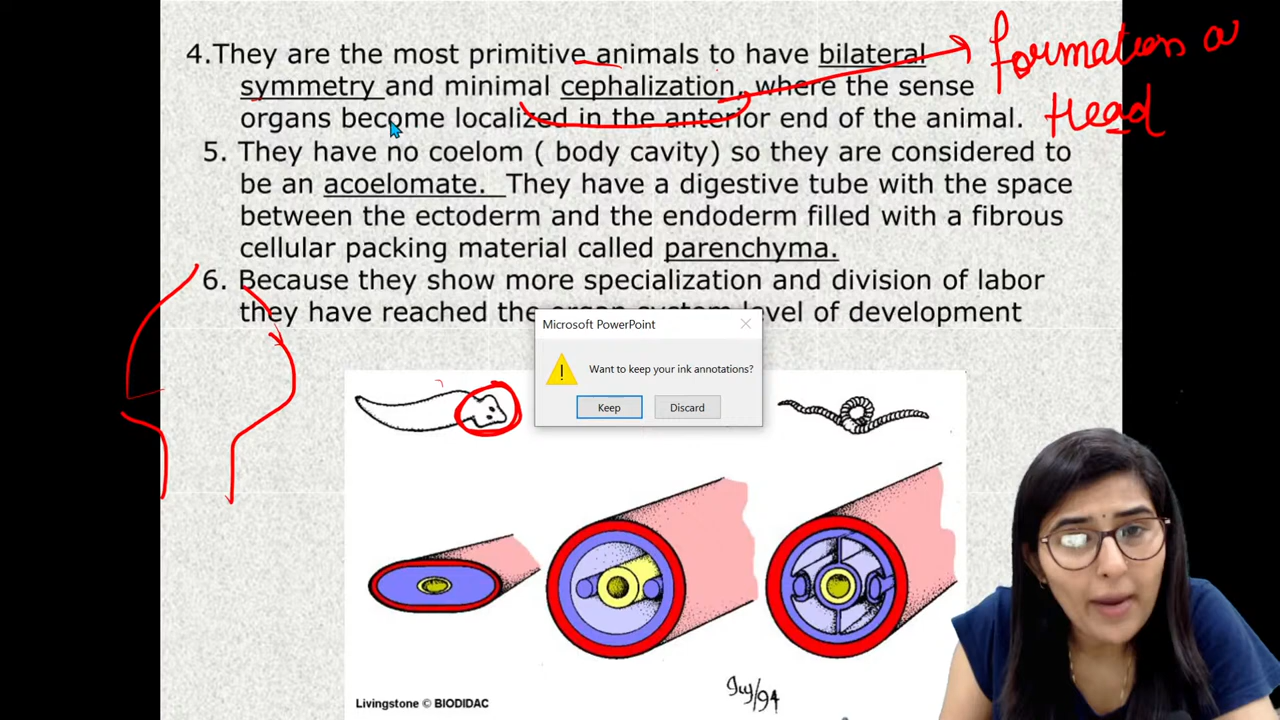 4.They are the most primitive animals to have bilateral
symmetry and minimal cephalization, where the sense
organs become localized in the anterior end of the animal.
formation a
Head
5. They have no coelom ( body cavity) so they are considered to
be an acoelomate. They have a digestive tube with the space
between the ectoderm and the endoderm filled with a fibrous
cellular packing material called parenchyma.
6. Because they show more specialization and division of labor
they have reached the organ system level of development
Microsoft PowerPoint
Want to keep your ink annotations?
Keep Discard
Livingstone © BIODIDAC